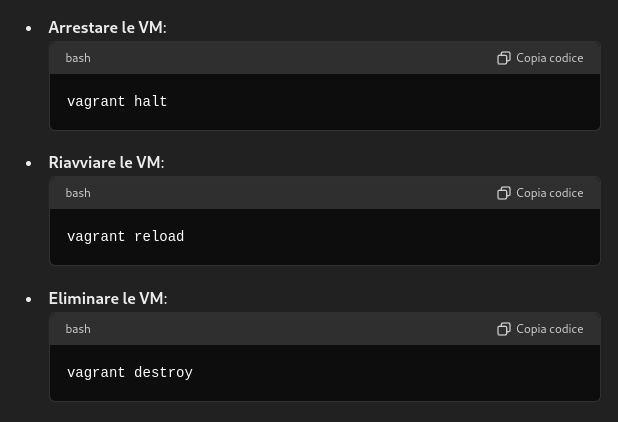 Arrestare le VM:
bash Copia codice
vagrant halt
Riavviare le VM:
bash Copia codice
vagrant reload
Eliminare le VM:
bash Copia codice
vagrant destroy